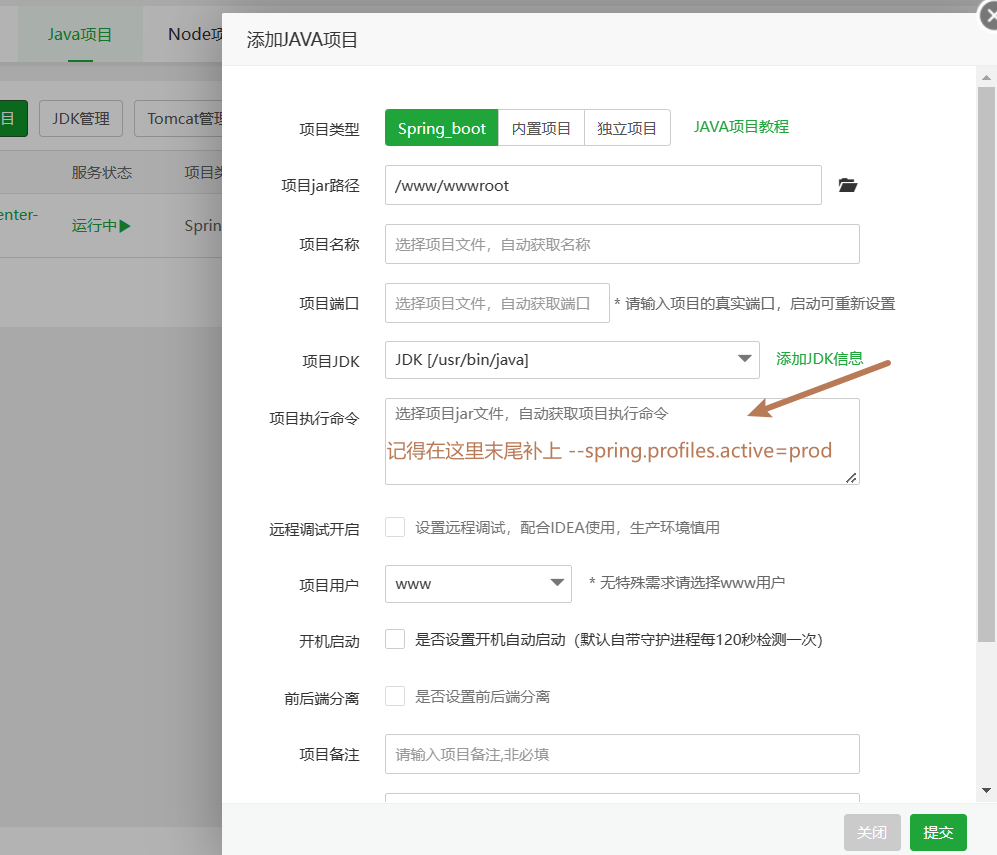 Java项目
Node项
添加JAVA项目
目
JDK管理
Tomcat管理
服务状态
项目类
enter-
运行中
Sprin
项目类型
Spring_boot
内置项目
独立项目
JAVA项目教程
项目jar路径
/www/wwwroot
项目名称
选择项目文件，自动获取名称
项目端口
选择项目文件，自动获取端口
* 请输入项目的真实端口，启动可重新设置
项目JDK
JDK [/usr/bin/java]
添加JDK信息
项目执行命令
选择项目jar文件，自动获取项目执行命令
记得在这里末尾补上 --spring.profiles.active=prod
远程调试开启
设置远程调试，配合IDEA使用，生产环境慎用
项目用户
www
* 无特殊需求请选择www用户
开机启动
是否设置开机自动启动（默认自带守护进程每120秒检测一次）
前后端分离
是否设置前后端分离
项目备注
请输入项目备注,非必填
关闭
提交